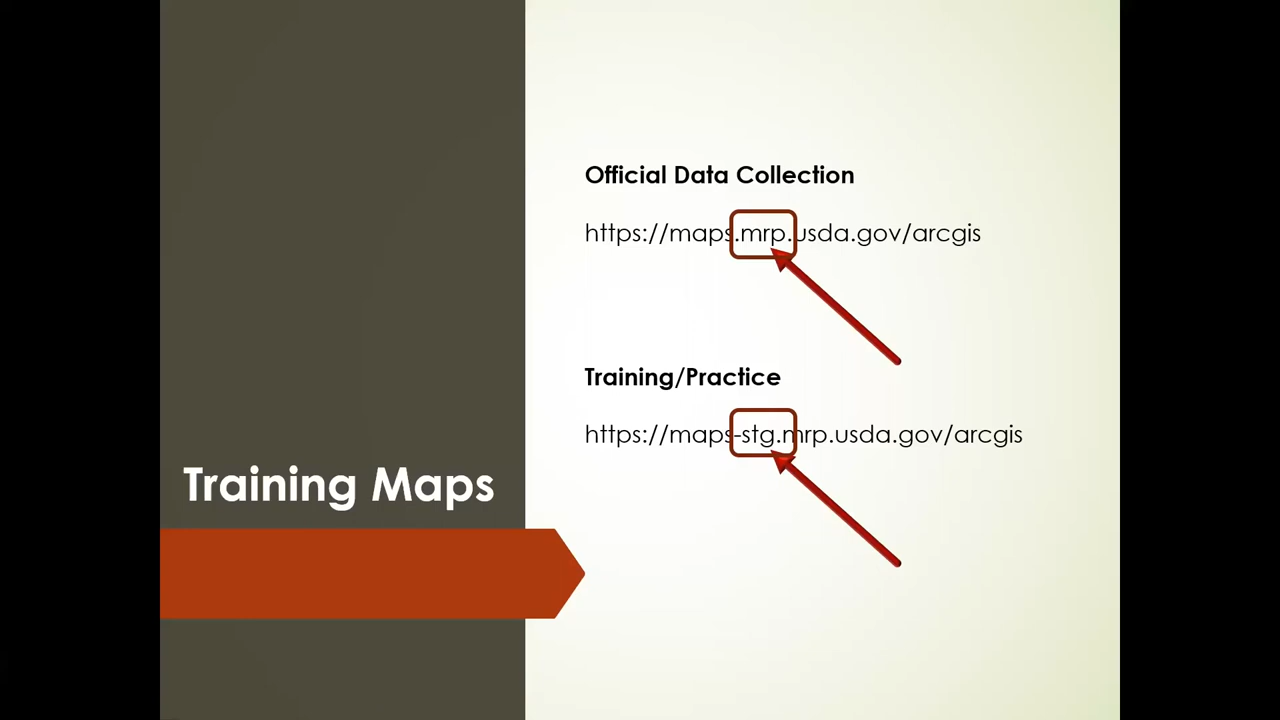 Training Maps
Official Data Collection
https://maps.mrp.usda.gov/arcgis
Training/Practice
https://maps-stg.mrp.usda.gov/arcgis